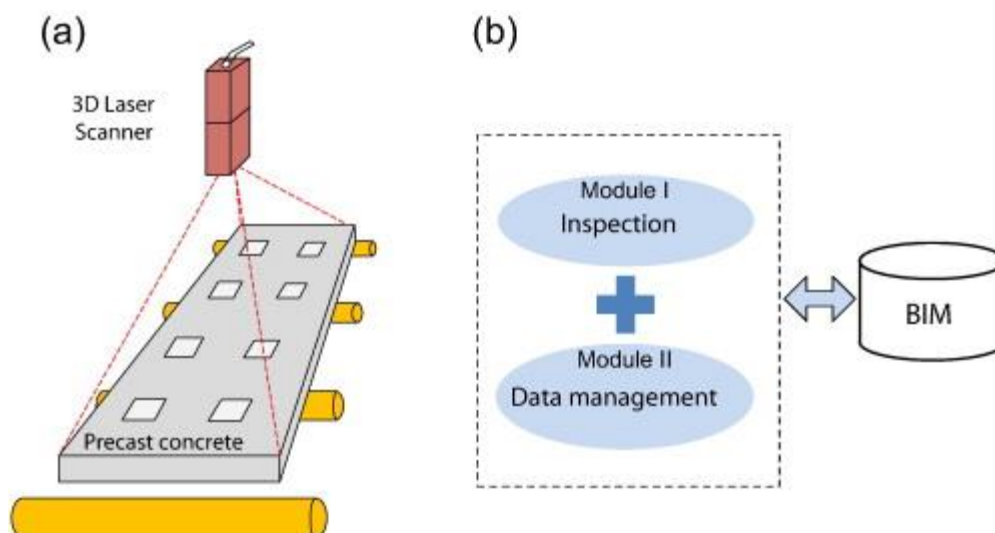 (a)
3D Laser
Scanner
Precast concrete
(b)
Module I
Inspection
Module II
Data management
BIM